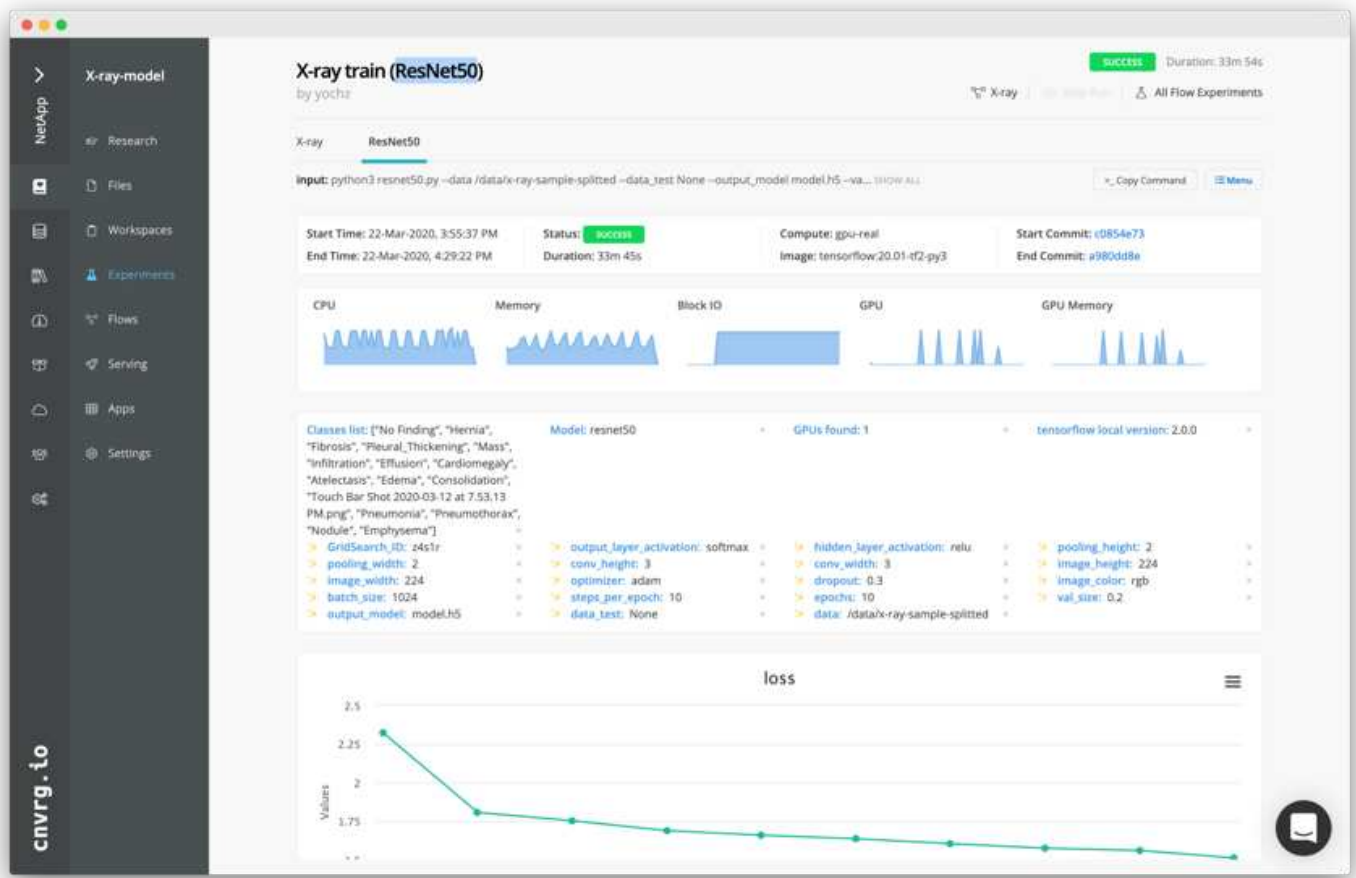 NetApp
cnvrg.io
X-ray-model
Research
Files
Workspaces
Experiments
Flows
Serving
Apps
Settings
X-ray train (ResNet50)
by yochz
SUCCESS Duration: 33m 54s
X-ray All Flow Experiments
X-ray ResNet50
input: python3 resnet50.py --data /data/x-ray-sample-splitted --data_test None --output_model model.h5 --va... SHOW ALL
>_ Copy Command Menu
Start Time: 22-Mar-2020, 3:55:37 PM Status: SUCCESS Compute: gpu-real Start Commit: c0854e73
End Time: 22-Mar-2020, 4:29:22 PM Duration: 33m 45s Image: tensorflow:20.01-tf2-py3 End Commit: a980dd8e
CPU Memory Block IO GPU GPU Memory
Classes list: ["No Finding", "Hernia", Model: resnet50 GPUs found: 1 tensorflow local version: 2.0.0
"Fibrosis", "Pleural_Thickening", "Mass",
"Infiltration", "Effusion", "Cardiomegaly",
"Atelectasis", "Edema", "Consolidation",
"Touch Bar Shot 2020-03-12 at 7.53.13
PM.png", "Pneumonia", "Pneumothorax",
"Nodule", "Emphysema"]
GridSearch_ID: z4s1r output_layer_activation: softmax hidden_layer_activation: relu pooling_height: 2
pooling_width: 2 conv_height: 3 conv_width: 3 image_height: 224
image_width: 224 optimizer: adam dropout: 0.3 image_color: rgb
batch_size: 1024 steps_per_epoch: 10 epochs: 10 val_size: 0.2
output_model: model.h5 data_test: None data: /data/x-ray-sample-splitted
loss
Values
2.5
2.25
2
1.75